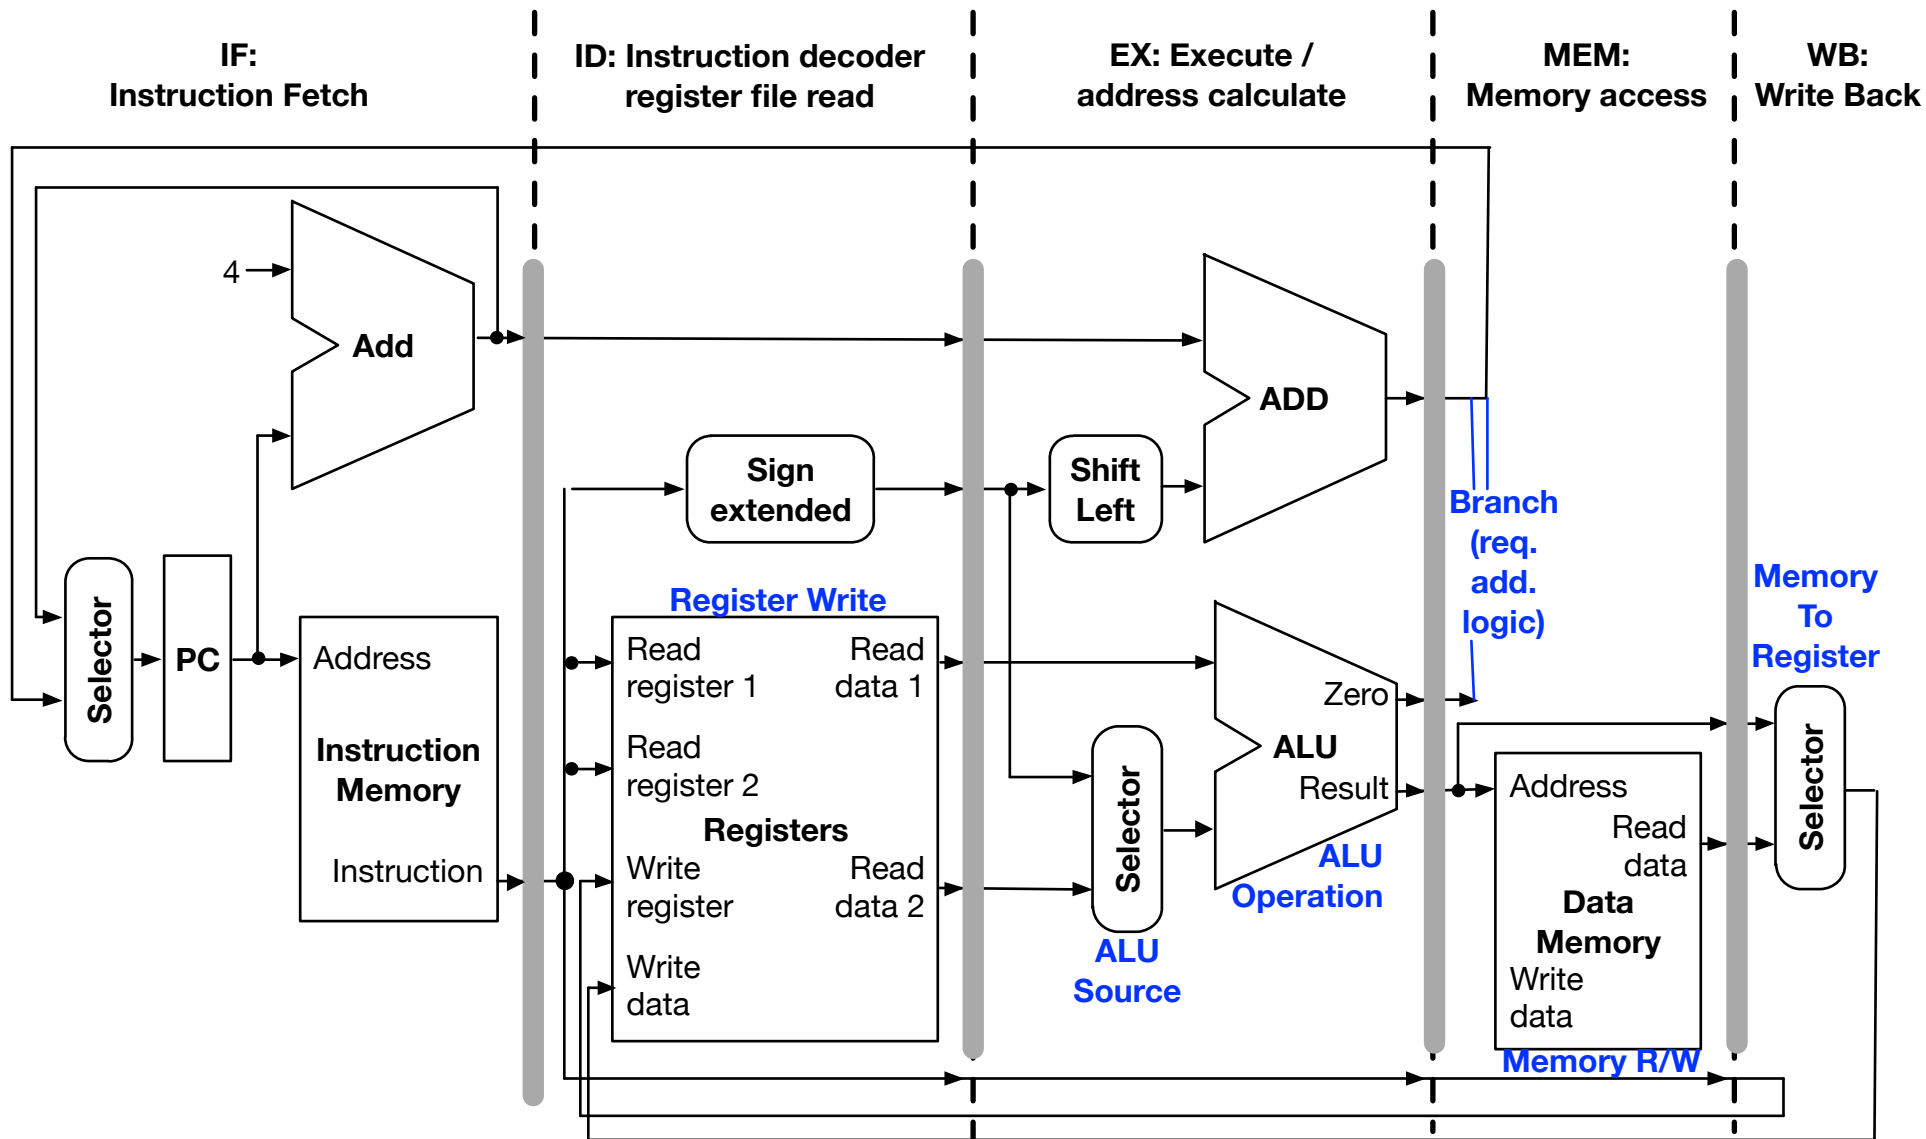 IF:
Instruction Fetch
ID: Instruction decoder
register file read
EX: Execute /
address calculate
MEM:
Memory access
WB:
Write Back
4
Add
ADD
Sign
extended
Shift
Left
Branch
(req.
add.
logic)
Selector
PC
Address
Instruction
Memory
Instruction
Register Write
Read
register 1
Read
data 1
Read
register 2
Registers
Write
register
Read
data 2
Write
data
Selector
ALU
Source
Zero
ALU
Result
ALU
Operation
Address
Read
data
Data
Memory
Write
data
Memory R/W
Memory
To
Register
Selector